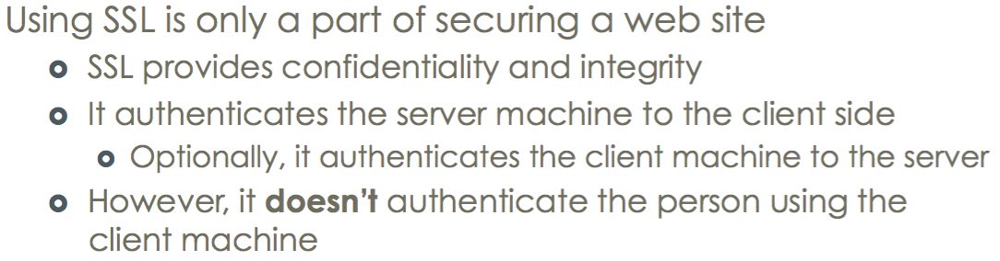 Using SSL is only a part of securing a web site
SSL provides confidentiality and integrity
It authenticates the server machine to the client side
Optionally, it authenticates the client machine to the server
However, it doesn't authenticate the person using the
client machine